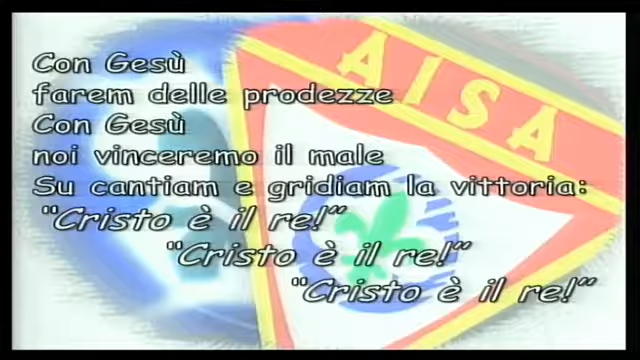 AISA
Con Gesù
farem delle prodezze
Con Gesù
noi vinceremo il male
Su cantiam e gridiam la vittoria:
"Cristo è il re!"
"Cristo è il re!"
"Cristo è il re!"